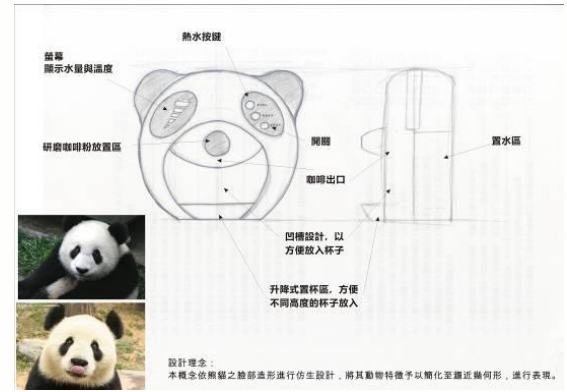 熱水按鍵
螢幕
顯示水量與溫度
研磨咖啡粉放置區
開關
置水區
咖啡出口
凹槽設計，以
方便放入杯子
升降式置杯區，方便
不同高度的杯子放入
設計理念：
本概念依熊貓之臉部造形進行仿生設計，將其動物特徵予以簡化至趨近幾何形，進行表現。